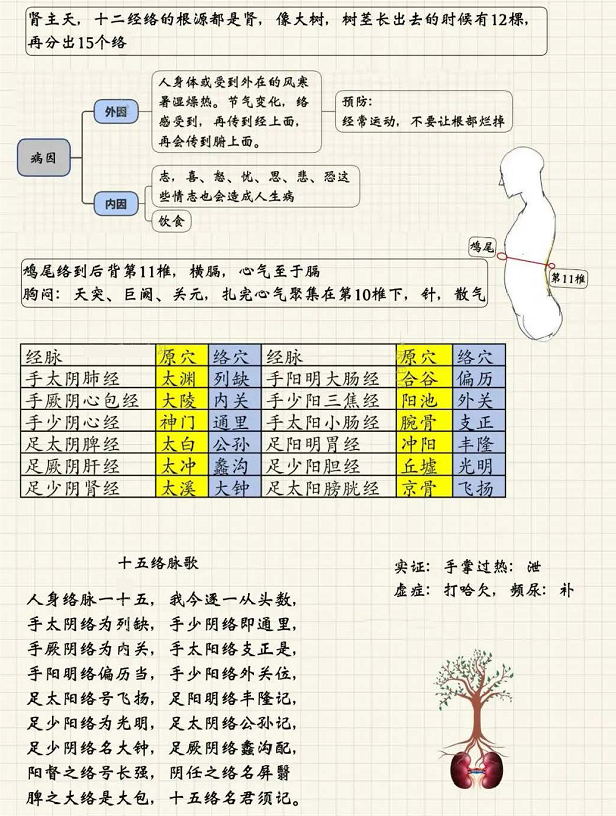 肾主天，十二经络的根源都是肾，像大树，树茎长出去的时候有12棵，
再分出15个络
病因
外因
人身体或受到外在的风寒
暑湿燥热。节气变化，络
感受到，再传到经上面，
再会传到腑上面。
预防：
经常运动，不要让根部烂掉
内因
志，喜、怒、忧、思、悲、恐这
些情志也会造成人生病
饮食
鸠尾
第11椎
鸠尾络到后背第11椎，横膈，心气至于膈
胸闷：天突、巨阙、关元，扎完心气聚集在第10椎下，针，散气
经脉 原穴 络穴 经脉 原穴 络穴
手太阴肺经 太渊 列缺 手阳明大肠经 合谷 偏历
手厥阴心包经 大陵 内关 手少阳三焦经 阳池 外关
手少阴心经 神门 通里 手太阳小肠经 腕骨 支正
足太阴脾经 太白 公孙 足阳明胃经 冲阳 丰隆
足厥阴肝经 太冲 蠡沟 足少阳胆经 丘墟 光明
足少阴肾经 太溪 大钟 足太阳膀胱经 京骨 飞扬
十五络脉歌
人身络脉一十五，我今逐一从头数，
手太阴络为列缺，手少阴络即通里，
手厥阴络为内关，手太阳络支正是，
手阳明络偏历当，手少阳络外关位，
足太阳络号飞扬，足阳明络丰隆记，
足少阳络为光明，足太阴络公孙记，
足少阴络名大钟，足厥阴络蠡沟配，
阳督之络号长强，阴任之络名屏翳
脾之大络是大包，十五络名君须记。
实证：手掌过热：泄
虚症：打哈欠，频尿：补